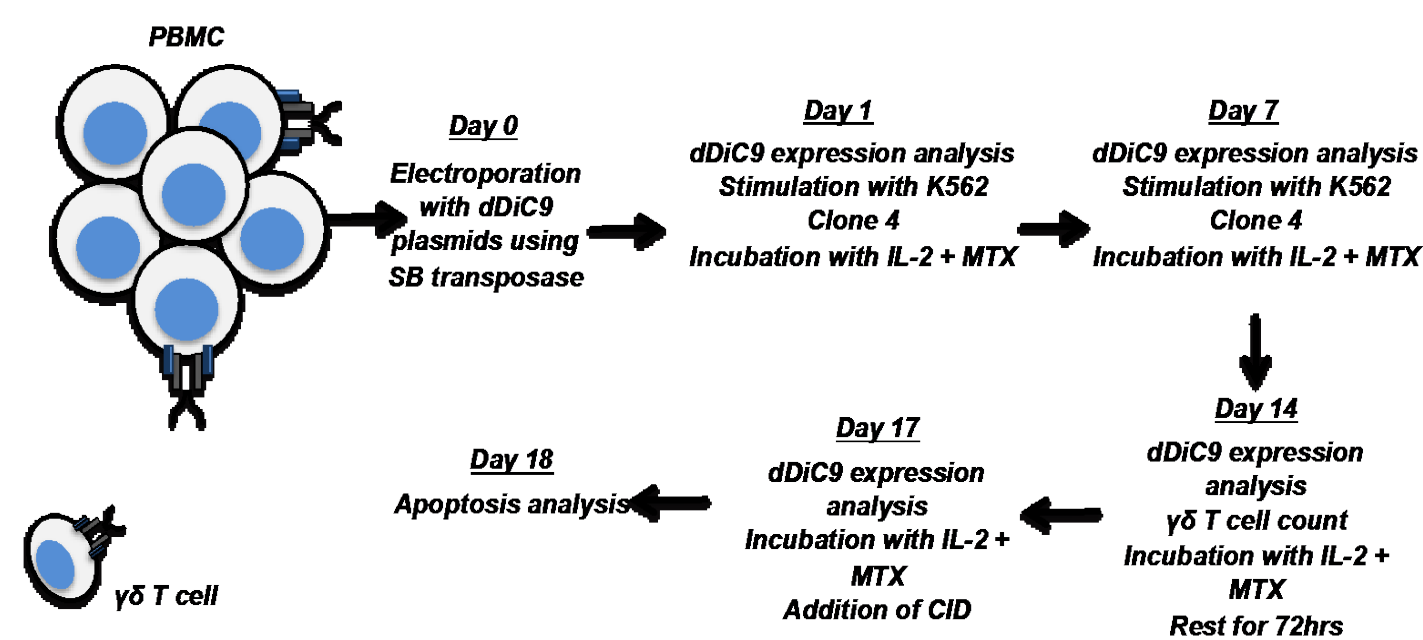 PBMC
Day 0
Electroporation
with dDiC9
plasmids using
SB transposase
Day 1
dDiC9 expression analysis
Stimulation with K562
Clone 4
Incubation with IL-2 + MTX
Day 7
dDiC9 expression analysis
Stimulation with K562
Clone 4
Incubation with IL-2 + MTX
Day 14
dDiC9 expression
analysis
γδ T cell count
Incubation with IL-2 +
MTX
Rest for 72hrs
Day 17
dDiC9 expression
analysis
Incubation with IL-2 +
MTX
Addition of CID
Day 18
Apoptosis analysis
γδ T cell